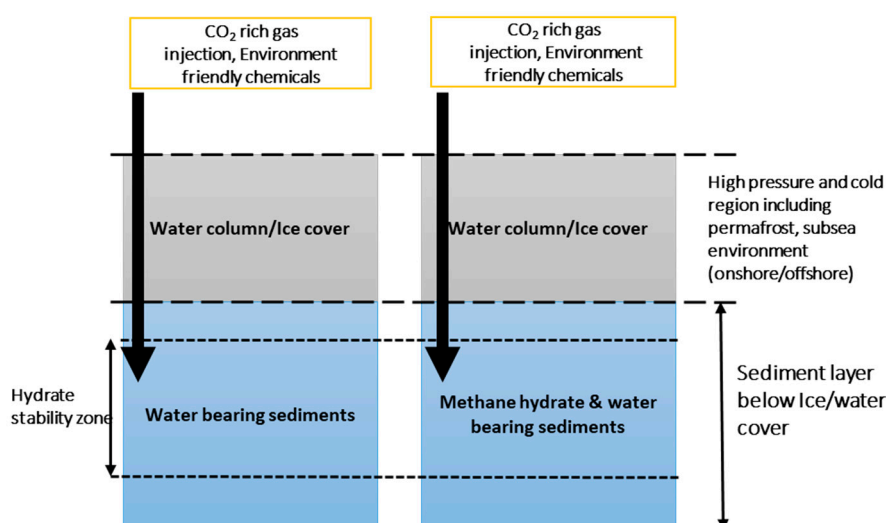 CO₂ rich gas
injection, Environment
friendly chemicals
CO₂ rich gas
injection, Environment
friendly chemicals
Water column/Ice cover
Water column/Ice cover
High pressure and cold
region including
permafrost, subsea
environment
(onshore/offshore)
Hydrate
stability zone
Water bearing sediments
Methane hydrate & water
bearing sediments
Sediment layer
below Ice/water
cover